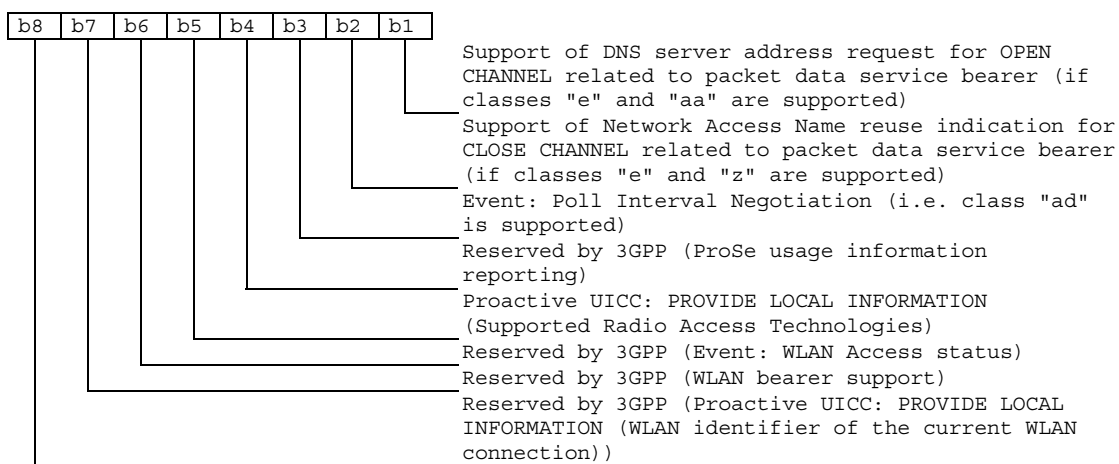 b8 b7 b6 b5 b4 b3 b2 b1
Support of DNS server address request for OPEN
CHANNEL related to packet data service bearer (if
classes "e" and "aa" are supported)
Support of Network Access Name reuse indication for
CLOSE CHANNEL related to packet data service bearer
(if classes "e" and "z" are supported)
Event: Poll Interval Negotiation (i.e. class "ad"
is supported)
Reserved by 3GPP (ProSe usage information
reporting)
Proactive UICC: PROVIDE LOCAL INFORMATION
(Supported Radio Access Technologies)
Reserved by 3GPP (Event: WLAN Access status)
Reserved by 3GPP (WLAN bearer support)
Reserved by 3GPP (Proactive UICC: PROVIDE LOCAL
INFORMATION (WLAN identifier of the current WLAN
connection))